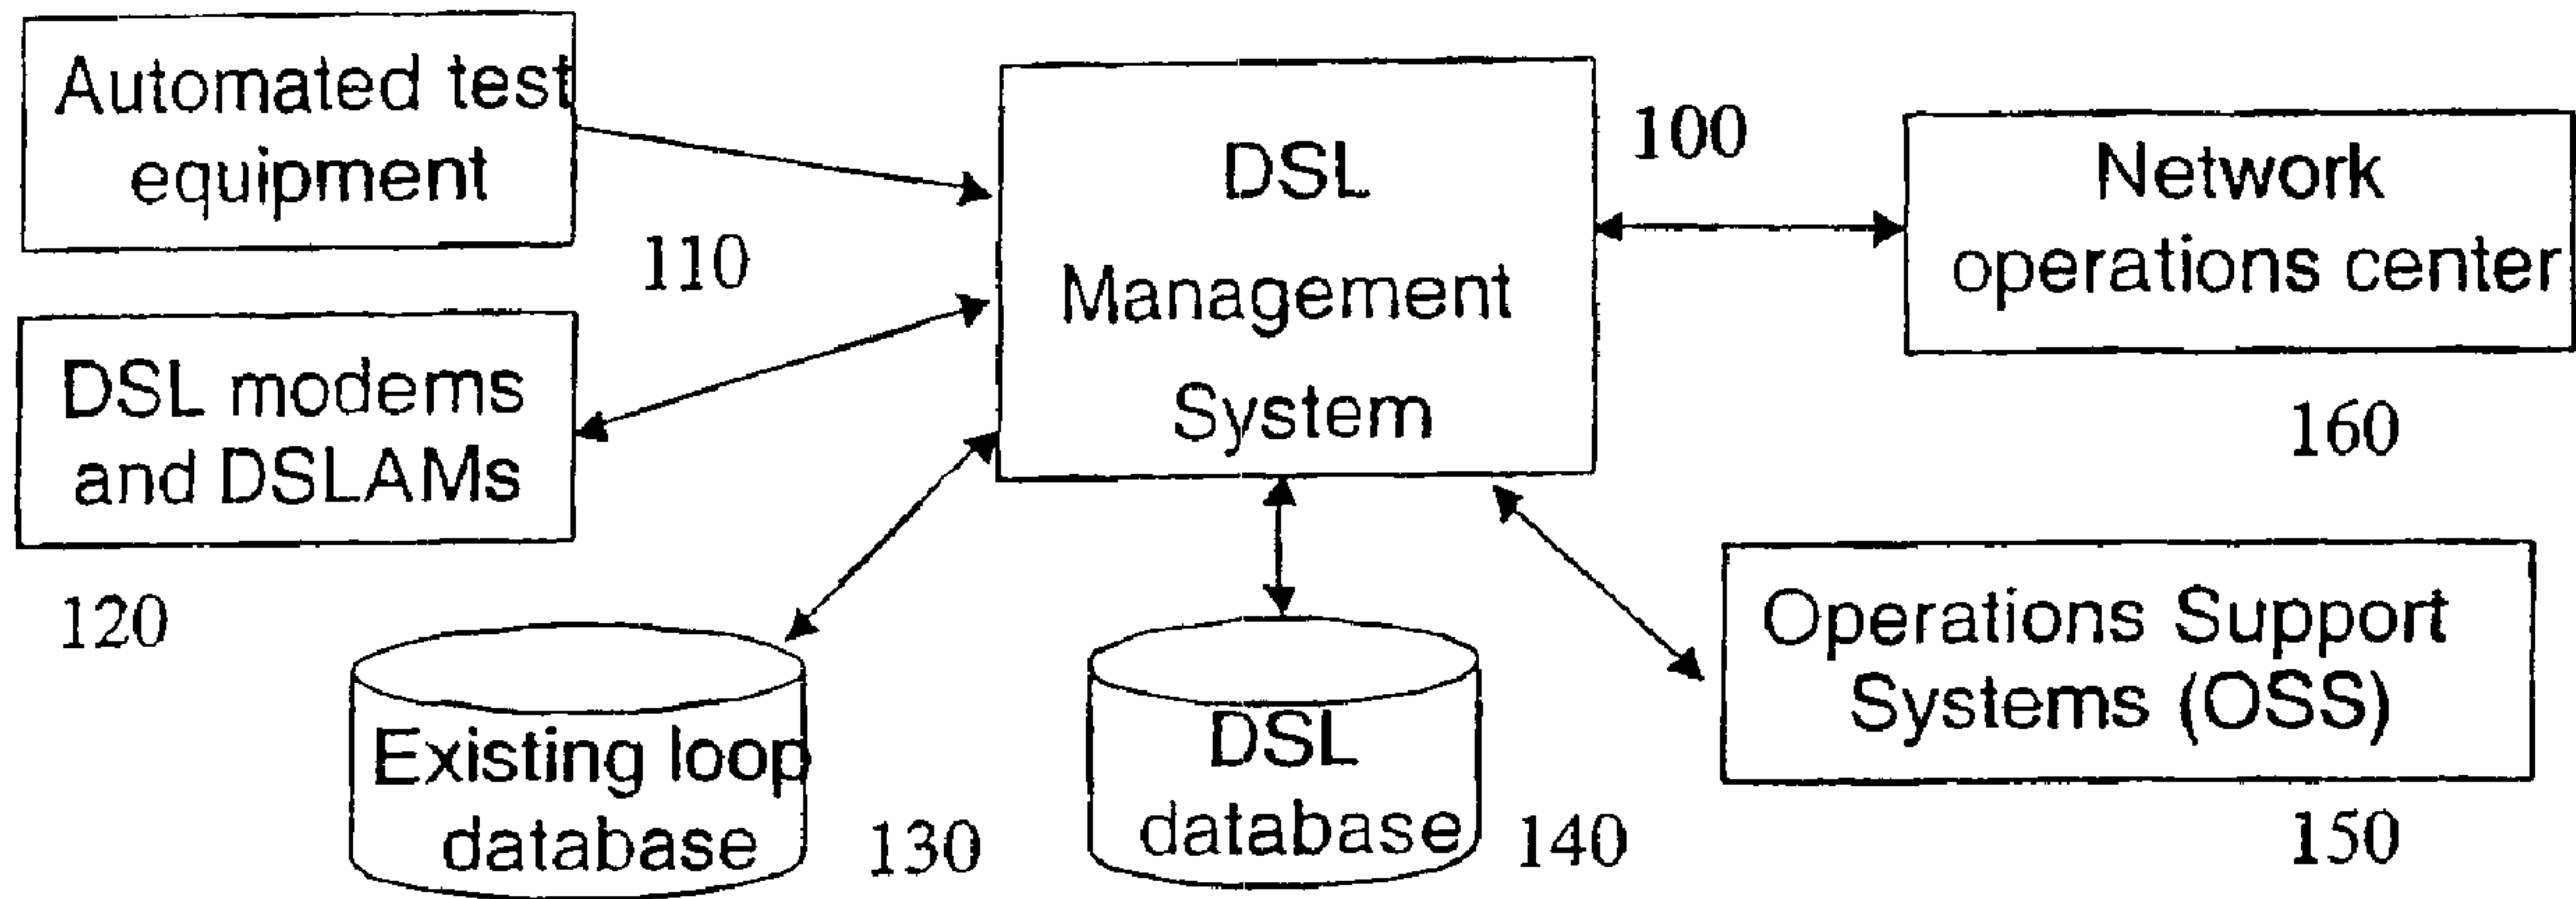 Automated test
equipment
110
DSL
Management
System
100
Network
operations center
160
DSL modems
and DSLAMs
120
Existing loop
database
130
DSL
database
140
Operations Support
Systems (OSS)
150